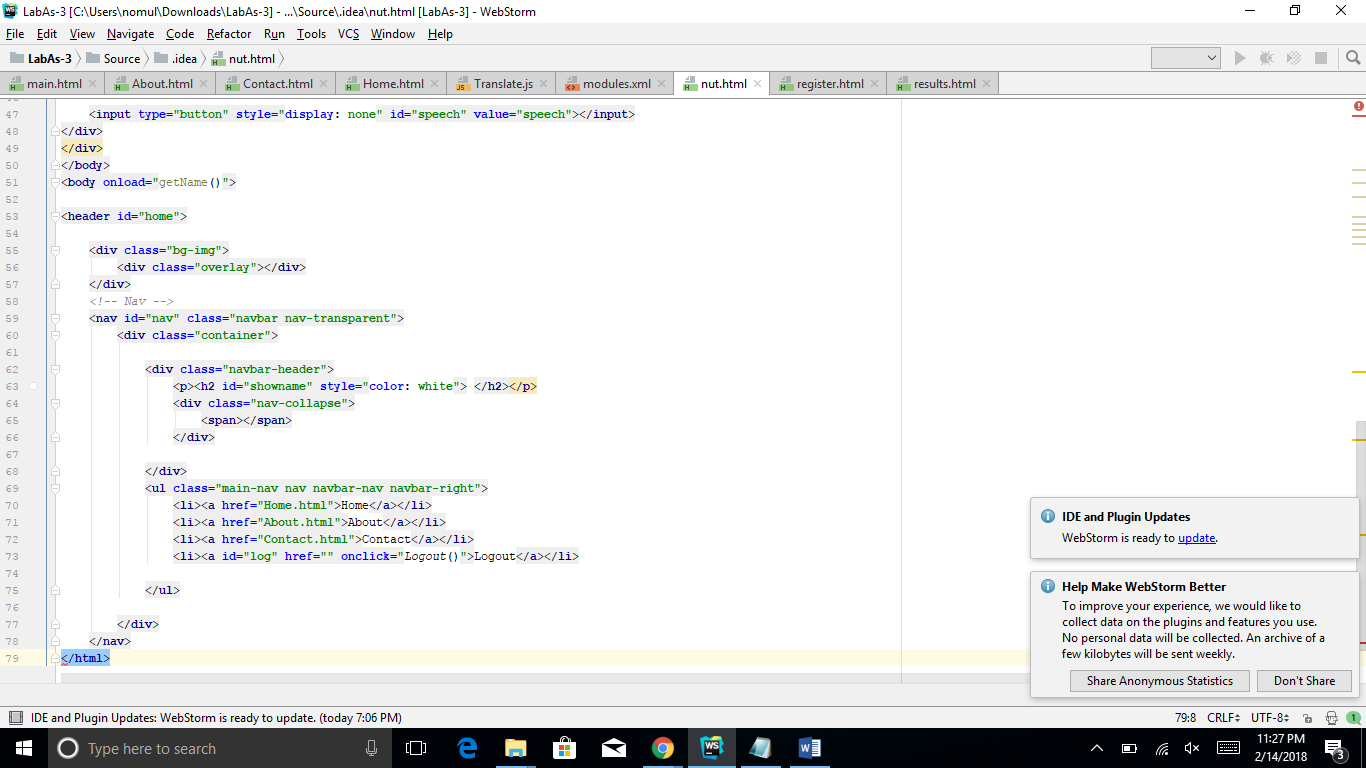 LabAs-3 [C:\Users\nomul\Downloads\LabAs-3] - ...\Source\.idea\nut.html [LabAs-3] - WebStorm
File Edit View Navigate Code Refactor Run Tools VCS Window Help
LabAs-3 Source .idea nut.html
main.html About.html Contact.html Home.html Translate.js modules.xml nut.html register.html results.html
47 <input type="button" style="display: none" id="speech" value="speech"></input>
48 </div>
49 </div>
50 </body>
51 <body onload="getName()">
52
53 <header id="home">
54
55 <div class="bg-img">
56 <div class="overlay"></div>
57 </div>
58 <!-- Nav -->
59 <nav id="nav" class="navbar nav-transparent">
60 <div class="container">
61
62 <div class="navbar-header">
63 <p><h2 id="showname" style="color: white"> </h2></p>
64 <div class="nav-collapse">
65 <span></span>
66 </div>
67
68 </div>
69 <ul class="main-nav nav navbar-nav navbar-right">
70 <li><a href="Home.html">Home</a></li>
71 <li><a href="About.html">About</a></li>
72 <li><a href="Contact.html">Contact</a></li>
73 <li><a id="log" href="" onclick="Logout()">Logout</a></li>
74
75 </ul>
76
77 </div>
78 </nav>
79 </html>
IDE and Plugin Updates
WebStorm is ready to update.
Help Make WebStorm Better
To improve your experience, we would like to
collect data on the plugins and features you use.
No personal data will be collected. An archive of a
few kilobytes will be sent weekly.
Share Anonymous Statistics Don't Share
IDE and Plugin Updates: WebStorm is ready to update. (today 7:06 PM) 79:8 CRLF UTF-8 1
Type here to search
11:27 PM
2/14/2018
3